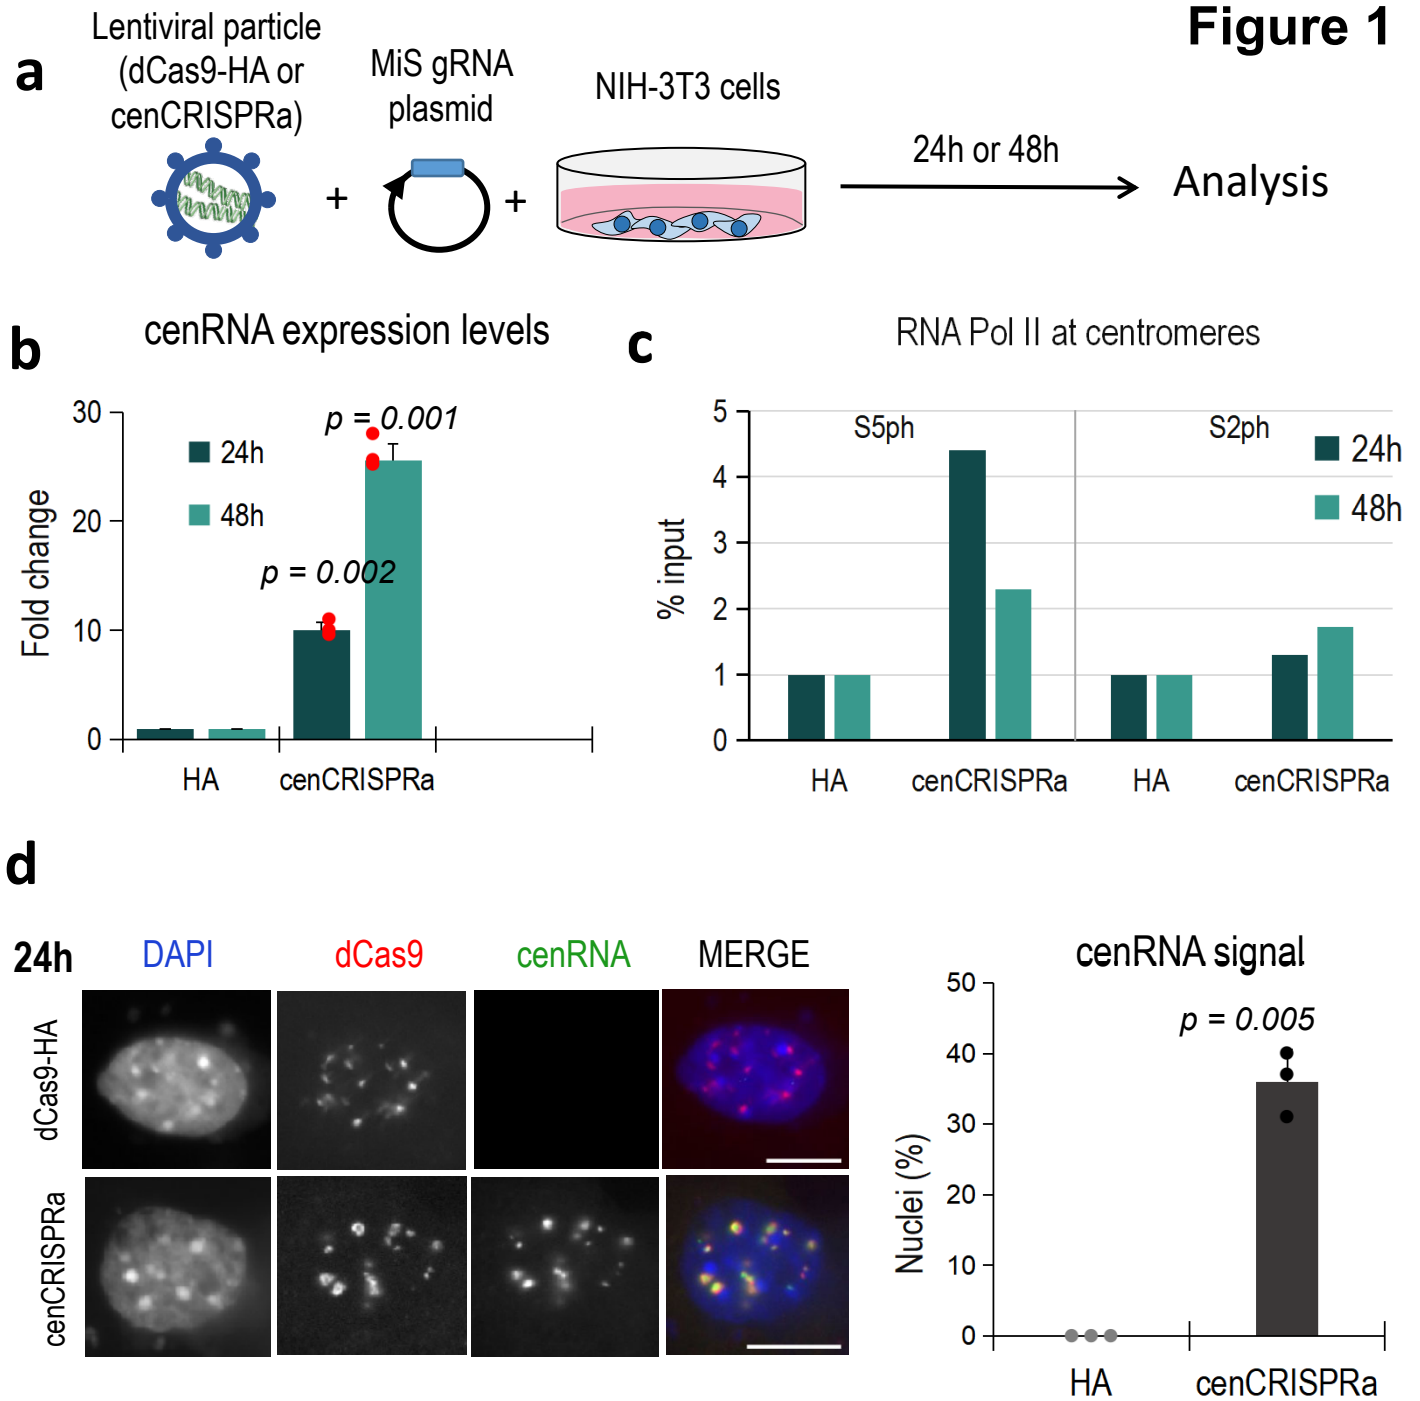 Figure 1
a
Lentiviral particle
(dCas9-HA or
cenCRISPRa)
+
MiS gRNA
plasmid
+
NIH-3T3 cells
24h or 48h
Analysis
b
cenRNA expression levels
Fold change
30
20
10
0
24h
48h
p = 0.001
p = 0.002
HA
cenCRISPRa
c
RNA Pol II at centromeres
% input
5
4
3
2
1
0
S5ph
S2ph
24h
48h
HA
cenCRISPRa
HA
cenCRISPRa
d
24h
DAPI
dCas9
cenRNA
MERGE
dCas9-HA
cenCRISPRa
cenRNA signal
Nuclei (%)
50
40
30
20
10
0
p = 0.005
HA
cenCRISPRa